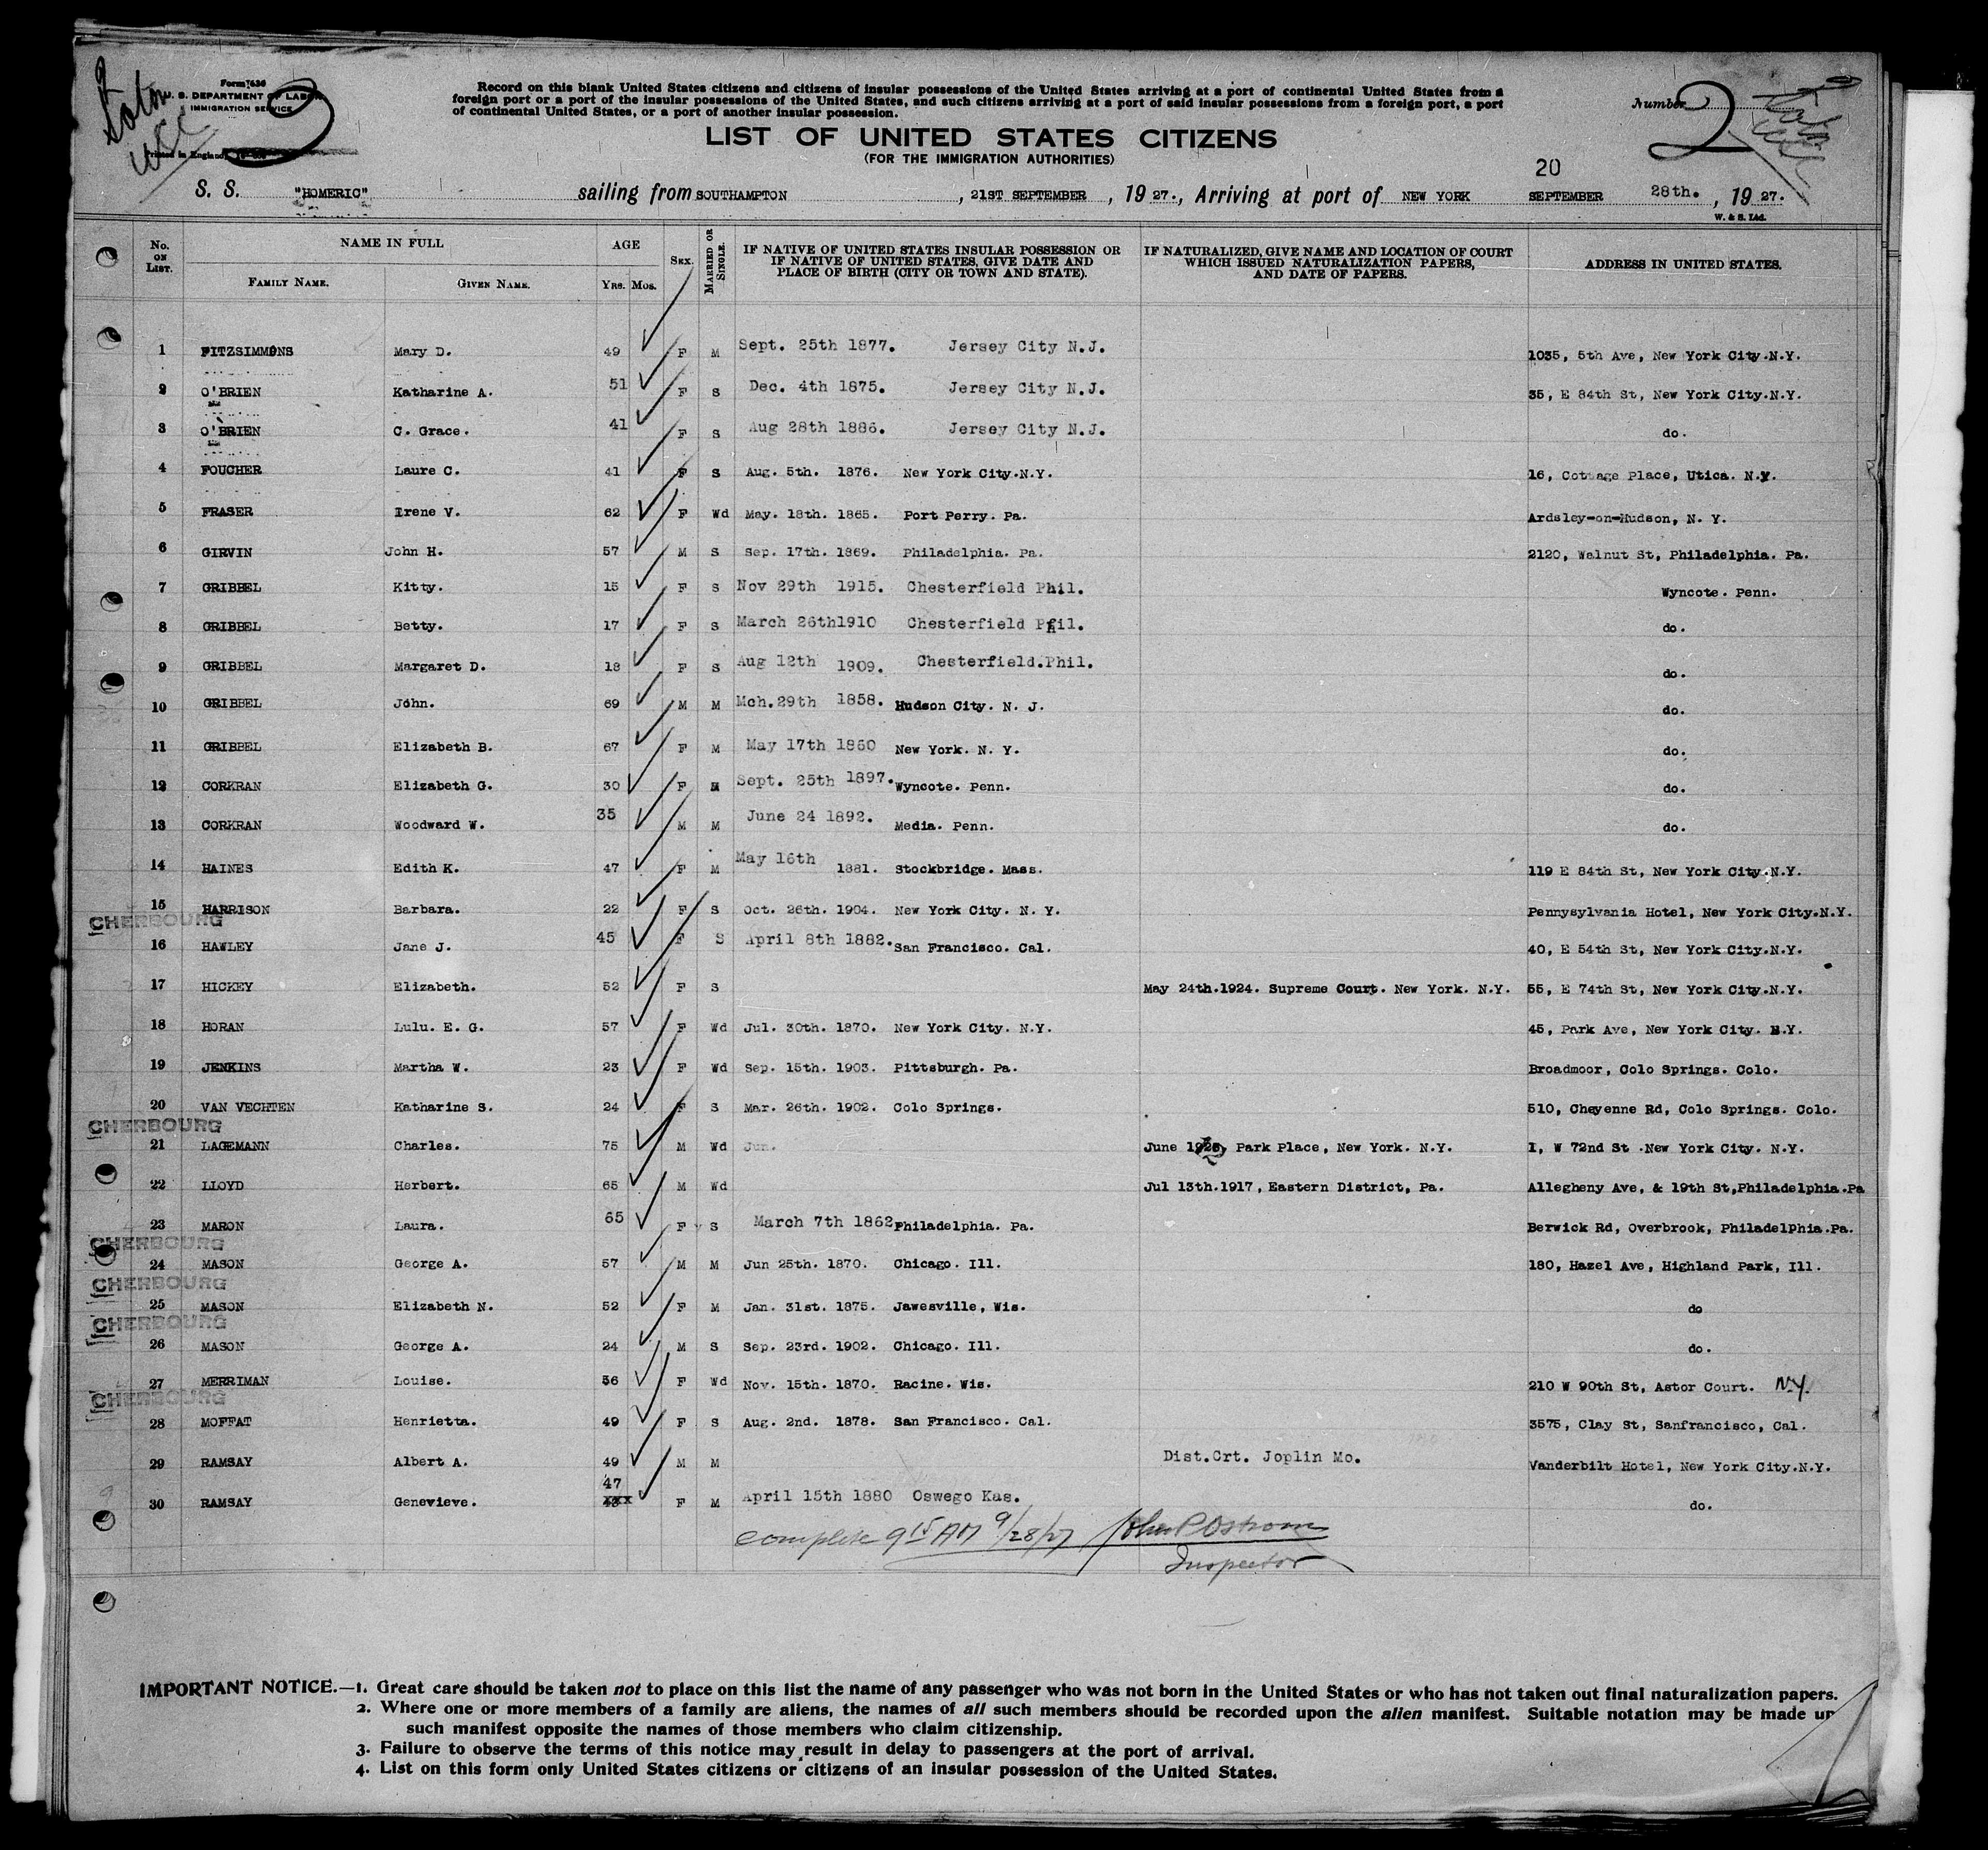 Form 630
U. S. DEPARTMENT OF LABOR
IMMIGRATION SERVICE
Printed in England
Record on this blank United States citizens and citizens of insular possessions of the United States arriving at a port of continental United States from a
foreign port or a port of the insular possessions of the United States, and such citizens arriving at a port of said insular possessions from a foreign port, a port
of continental United States, or a port of another insular possession.
Number 2
LIST OF UNITED STATES CITIZENS
(FOR THE IMMIGRATION AUTHORITIES)
20
S. S. "HOMERIC" sailing from SOUTHAMPTON, 21ST SEPTEMBER, 1927., Arriving at port of NEW YORK SEPTEMBER 28th., 1927.
W. & S. Ltd.
No. ON LIST. NAME IN FULL FAMILY NAME. GIVEN NAME. AGE YRS. MOS. SEX. MARRIED OR SINGLE. IF NATIVE OF UNITED STATES INSULAR POSSESSION OR IF NATIVE OF UNITED STATES, GIVE DATE AND PLACE OF BIRTH (CITY OR TOWN AND STATE). IF NATURALIZED, GIVE NAME AND LOCATION OF COURT WHICH ISSUED NATURALIZATION PAPERS, AND DATE OF PAPERS. ADDRESS IN UNITED STATES.
1 FITZSIMMONS Mary D. 49 F M Sept. 25th 1877. Jersey City N.J. 1035, 5th Ave, New York City.N.Y.
2 O'BRIEN Katharine A. 51 F S Dec. 4th 1875. Jersey City N.J. 35, E 84th St, New York City.N.Y.
3 O'BRIEN C. Grace. 41 F S Aug 28th 1886. Jersey City N.J. do.
4 FOUCHER Laure C. 41 F S Aug. 5th. 1876. New York City.N.Y. 16, Cottage Place, Utica. N.Y.
5 FRASER Irene V. 62 F Wd May. 18th. 1865. Port Perry. Pa. Ardsley-on-Hudson, N. Y.
6 GIRVIN John H. 57 M S Sep. 17th. 1869. Philadelphia. Pa. 2120, Walnut St, Philadelphia. Pa.
7 GRIBBEL Kitty. 15 F S Nov 29th 1915. Chesterfield Phil. Wyncote. Penn.
8 GRIBBEL Betty. 17 F S March 26th1910 Chesterfield Phil. do.
9 GRIBBEL Margaret D. 18 F S Aug 12th 1909. Chesterfield.Phil. do.
10 GRIBBEL John. 69 M M Mch.29th 1858. Hudson City. N. J. do.
11 GRIBBEL Elizabeth B. 67 F M May 17th 1860 New York. N. Y. do.
12 CORKRAN Elizabeth G. 30 F M Sept. 25th 1897. Wyncote. Penn. do.
13 CORKRAN Woodward W. 35 M M June 24 1892. Media. Penn. do.
14 HAINES Edith K. 47 F M May 16th 1881. Stockbridge. Mass. 119 E 84th St, New York City.N.Y.
15 HARRISON Barbara. 22 F S Oct. 26th. 1904. New York City. N. Y. Pennysylvania Hotel, New York City.N.Y.
CHERBOURG
16 HAWLEY Jane J. 45 F S April 8th 1882. San Francisco. Cal. 40, E 54th St, New York City.N.Y.
17 HICKEY Elizabeth. 52 F S May 24th.1924. Supreme Court. New York. N.Y. 55, E 74th St, New York City.N.Y.
18 HORAN Lulu. E. G. 57 F Wd Jul. 30th. 1870. New York City. N.Y. 45, Park Ave, New York City. N.Y.
19 JENKINS Martha W. 23 F Wd Sep. 15th. 1903. Pittsburgh. Pa. Broadmoor, Colo Springs. Colo.
20 VAN VECHTEN Katharine S. 24 F S Mar. 26th. 1902. Colo Springs. 510, Cheyenne Rd, Colo Springs. Colo.
CHERBOURG
21 LAGEMANN Charles. 75 M Wd Jun. June Park Place, New York. N.Y. 1, W 72nd St .New York City. N.Y.
22 LLOYD Herbert. 65 M Wd Jul 13th.1917, Eastern District, Pa. Allegheny Ave, & 19th St,Philadelphia.Pa
23 MARON Laura. 65 F S March 7th 1862 Philadelphia. Pa. Berwick Rd, Overbrook, Philadelphia.Pa.
CHERBOURG
24 MASON George A. 57 M M Jun 25th. 1870. Chicago. Ill. 180, Hazel Ave, Highland Park, Ill.
CHERBOURG
25 MASON Elizabeth N. 52 F M Jan. 31st. 1875. Jawesville, Wis. do
CHERBOURG
26 MASON George A. 24 M S Sep. 23rd. 1902. Chicago. Ill. do.
27 MERRIMAN Louise. 56 F Wd Nov. 15th. 1870. Racine. Wis. 210 W 90th St, Astor Court. N.Y.
CHERBOURG
28 MOFFAT Henrietta. 49 F S Aug. 2nd. 1878. San Francisco. Cal. 3575, Clay St, Sanfrancisco, Cal.
29 RAMSAY Albert A. 49 M M Dist.Crt. Joplin Mo. Vanderbilt Hotel, New York City.N.Y.
30 RAMSAY Genevieve. 47 F M April 15th 1880 Oswego Kas. do.
complete 9 15 AM 9/28/27 John P Ostrom
Inspector
IMPORTANT NOTICE.—1. Great care should be taken not to place on this list the name of any passenger who was not born in the United States or who has not taken out final naturalization papers.
2. Where one or more members of a family are aliens, the names of all such members should be recorded upon the alien manifest. Suitable notation may be made
such manifest opposite the names of those members who claim citizenship.
3. Failure to observe the terms of this notice may result in delay to passengers at the port of arrival.
4. List on this form only United States citizens or citizens of an insular possession of the United States.